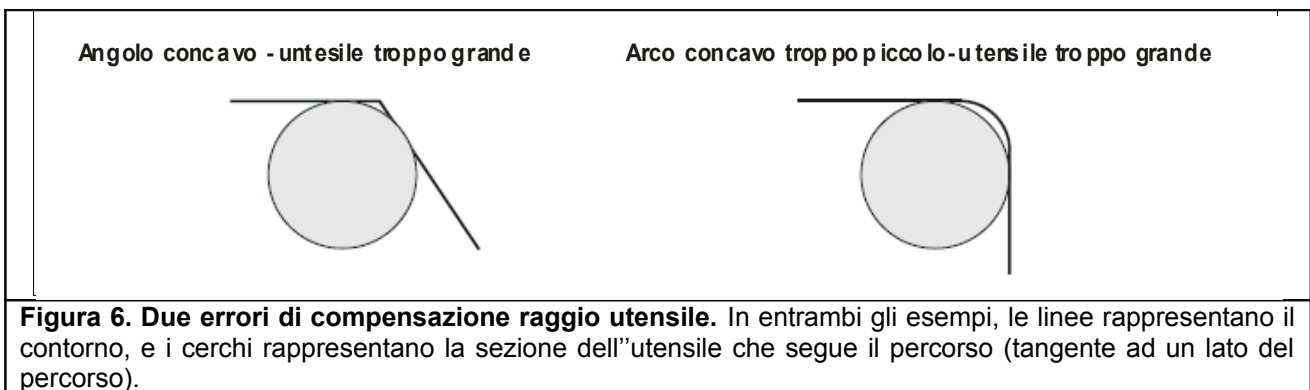 Angolo concavo - untesile troppo grande
Arco concavo troppo piccolo - utensile troppo grande
Figura 6. Due errori di compensazione raggio utensile. In entrambi gli esempi, le linee rappresentano il
contorno, e i cerchi rappresentano la sezione dell''utensile che segue il percorso (tangente ad un lato del
percorso).